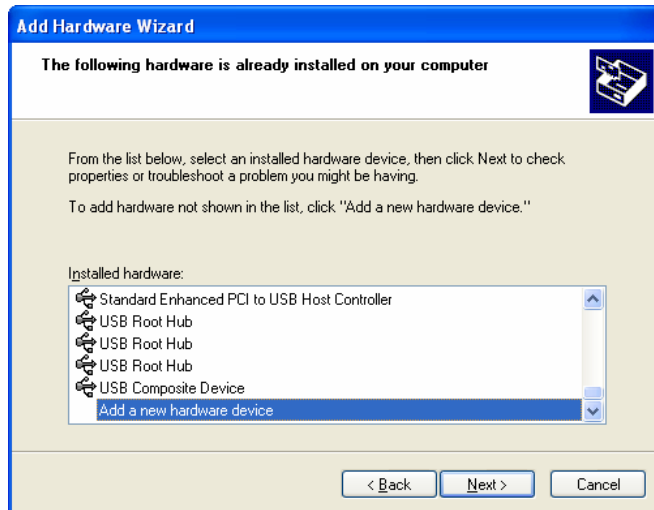 Add Hardware Wizard
The following hardware is already installed on your computer
From the list below, select an installed hardware device, then click Next to check
properties or troubleshoot a problem you might be having.
To add hardware not shown in the list, click "Add a new hardware device."
Installed hardware:
Standard Enhanced PCI to USB Host Controller
USB Root Hub
USB Root Hub
USB Root Hub
USB Composite Device
Add a new hardware device
< Back Next > Cancel